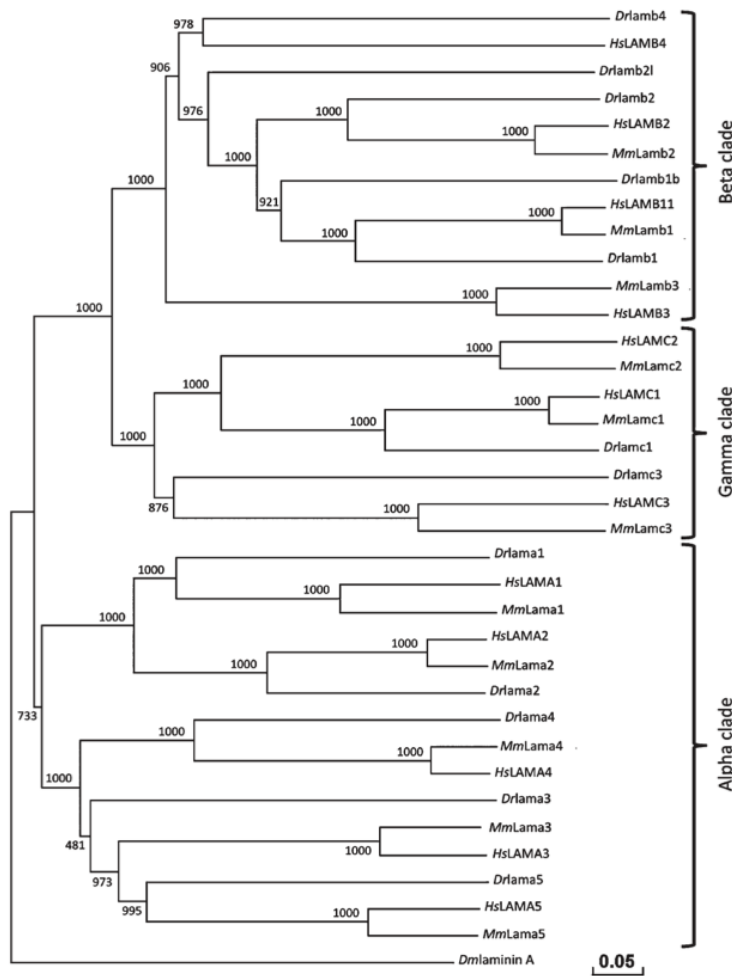 978
Drlamb4
HsLAMB4
906
Drlamb2l
976
Drlamb2
1000
HsLAMB2
1000
MmLamb2
1000
Drlamb1b
921
HsLAMB11
1000
MmLamb1
1000
Drlamb1
1000
MmLamb3
1000
HsLAMB3
Beta clade
1000
HsLAMC2
1000
MmLamc2
1000
HsLAMC1
1000
MmLamc1
1000
Drlamc1
1000
Drlamc3
876
HsLAMC3
1000
MmLamc3
Gamma clade
Drlama1
1000
HsLAMA1
1000
MmLama1
1000
HsLAMA2
1000
MmLama2
1000
Drlama2
733
Drlama4
1000
MmLama4
1000
HsLAMA4
1000
Drlama3
481
MmLama3
1000
HsLAMA3
973
Drlama5
995
HsLAMA5
1000
MmLama5
Alpha clade
Dmlaminin A
0.05